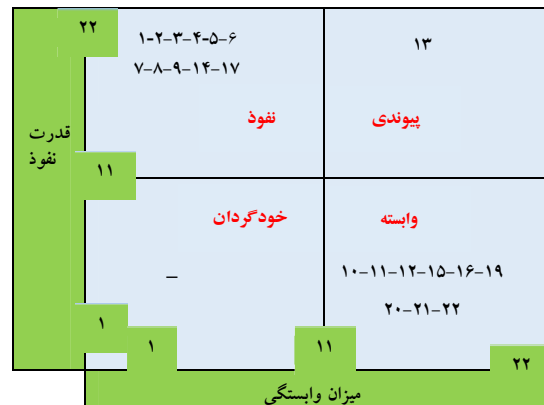 ۲۲
۱-۲-۳-۴-۵-۶
۷-۸-۹-۱۴-۱۷
۱۳
نفوذ
پیوندی
قدرت
نفوذ
۱۱
خودگردان
وابسته
_
۱۰-۱۱-۱۲-۱۵-۱۶-۱۹
۲۰-۲۱-۲۲
۱
۱
۱۱
۲۲
میزان وابستگی